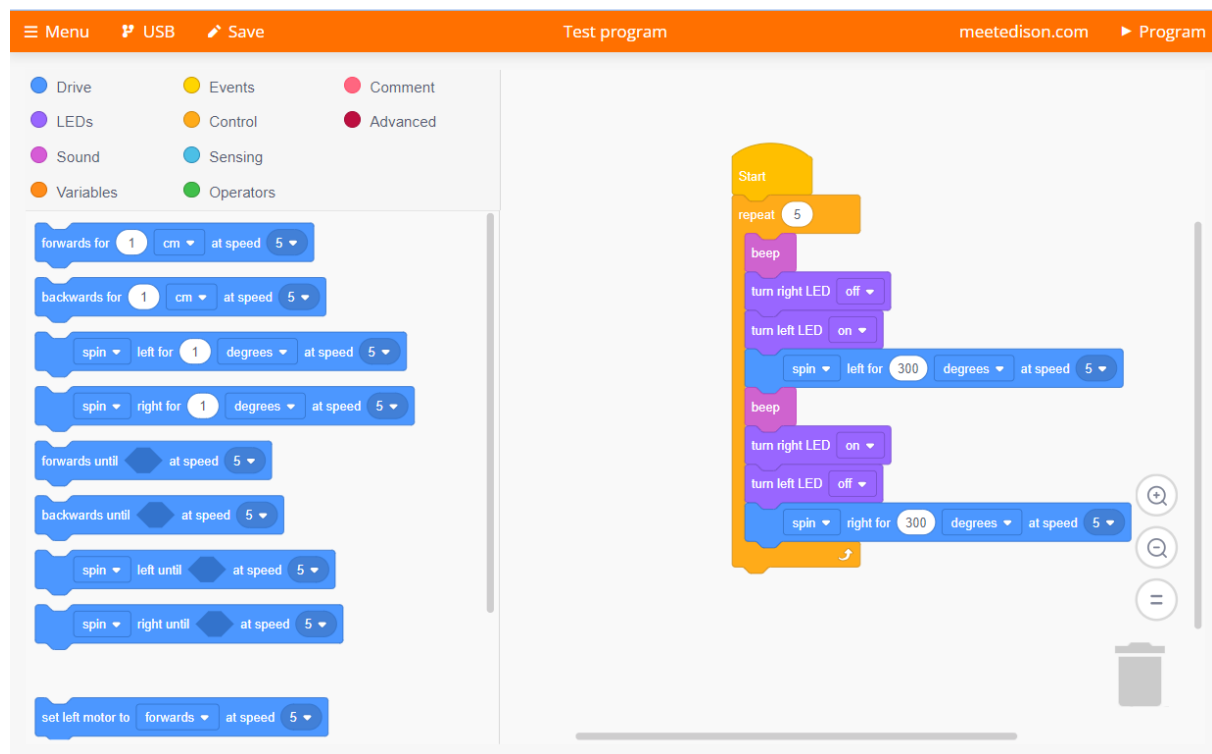 Menu USB Save Test program meetedison.com Program
Drive Events Comment
LEDs Control Advanced
Sound Sensing
Variables Operators
forwards for 1 cm at speed 5
backwards for 1 cm at speed 5
spin left for 1 degrees at speed 5
spin right for 1 degrees at speed 5
forwards until at speed 5
backwards until at speed 5
spin left until at speed 5
spin right until at speed 5
set left motor to forwards at speed 5
Start
repeat 5
beep
turn right LED off
turn left LED on
spin left for 300 degrees at speed 5
beep
turn right LED on
turn left LED off
spin right for 300 degrees at speed 5